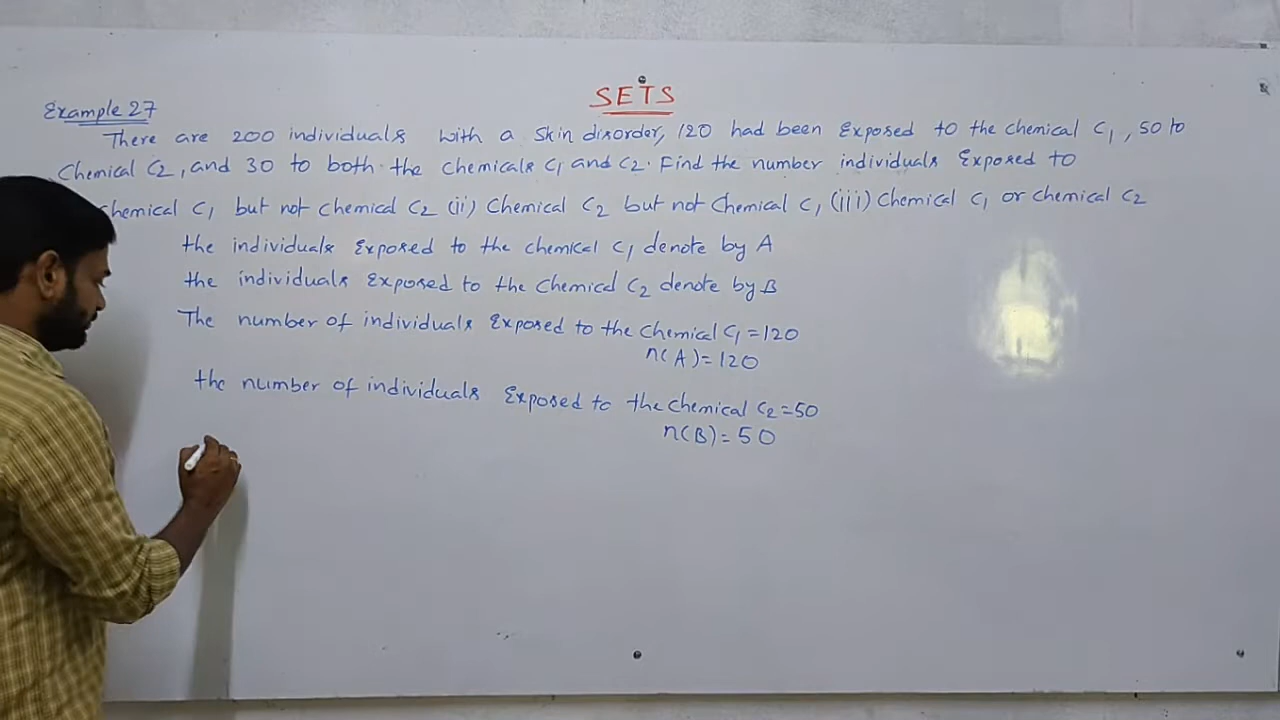 SETS
Example 27
There are 200 individuals with a skin disorder, 120 had been Exposed to the chemical C1, 50 to
Chemical C2, and 30 to both the chemicals C1 and C2. Find the number individuals Exposed to
chemical C1 but not chemical C2 (ii) Chemical C2 but not chemical C1 (iii) Chemical C1 or chemical C2
the individuals Exposed to the chemical C1 denote by A
the individuals Exposed to the chemical C2 denote by B
The number of individuals Exposed to the chemical C1 = 120
n(A) = 120
the number of individuals Exposed to the chemical C2 = 50
n(B) = 50